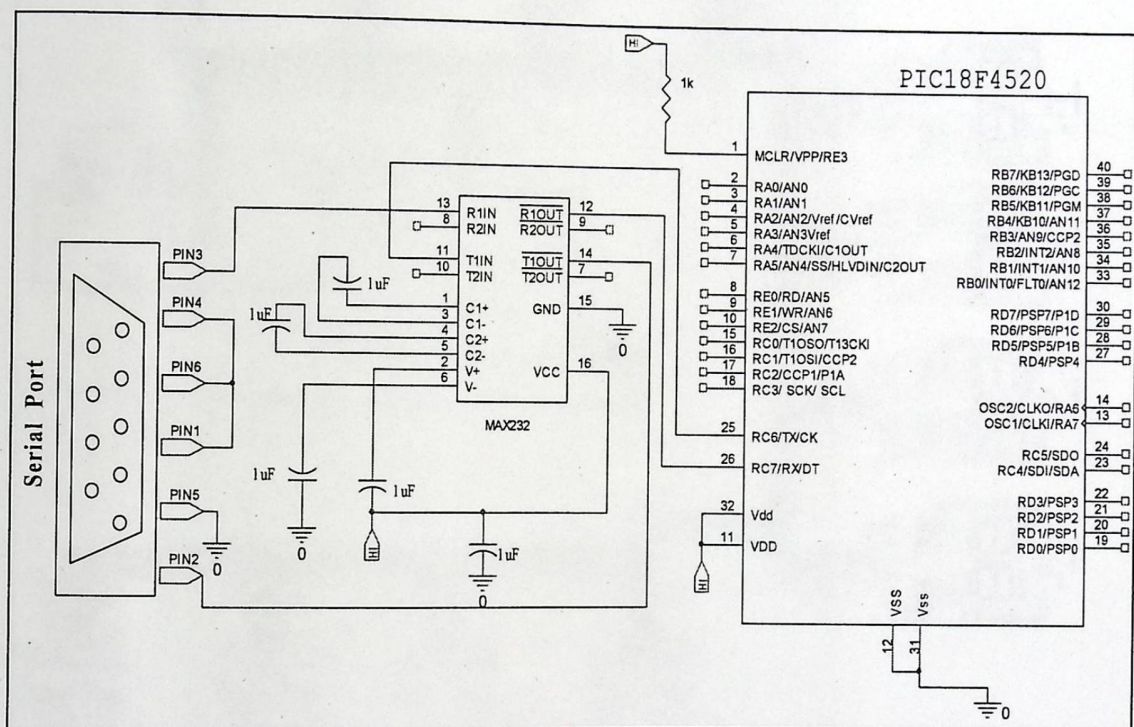 PIC18F4520
Hi
1k
1
MCLR/VPP/RE3
2
RA0/AN0
3
RA1/AN1
4
RA2/AN2/Vref/CVref
5
RA3/AN3Vref
6
RA4/TDCKI/C1OUT
7
RA5/AN4/SS/HLVDIN/C2OUT
8
RE0/RD/AN5
9
RE1/WR/AN6
10
RE2/CS/AN7
15
RC0/T1OSO/T13CKI
16
RC1/T1OSI/CCP2
17
RC2/CCP1/P1A
18
RC3/ SCK/ SCL
25
RC6/TX/CK
26
RC7/RX/DT
32
Vdd
11
VDD
Hi
40
RB7/KB13/PGD
39
RB6/KB12/PGC
38
RB5/KB11/PGM
37
RB4/KB10/AN11
36
RB3/AN9/CCP2
35
RB2/INT2/AN8
34
RB1/INT1/AN10
33
RB0/INT0/FLT0/AN12
30
RD7/PSP7/P1D
29
RD6/PSP6/P1C
28
RD5/PSP5/P1B
27
RD4/PSP4
14
OSC2/CLKO/RA6
13
OSC1/CLKI/RA7
24
RC5/SDO
23
RC4/SDI/SDA
22
RD3/PSP3
21
RD2/PSP2
20
RD1/PSP1
19
RD0/PSP0
VSS
Vss
12
31
0
13
R1IN
8
R2IN
11
T1IN
10
T2IN
1
C1+
3
C1-
4
C2+
5
C2-
2
V+
6
V-
12
R1OUT
9
R2OUT
14
T1OUT
7
T2OUT
15
GND
16
VCC
0
MAX232
1uF
1uF
1uF
0
1uF
Hi
1uF
0
Serial Port
PIN3
PIN4
PIN6
PIN1
PIN5
0
PIN2